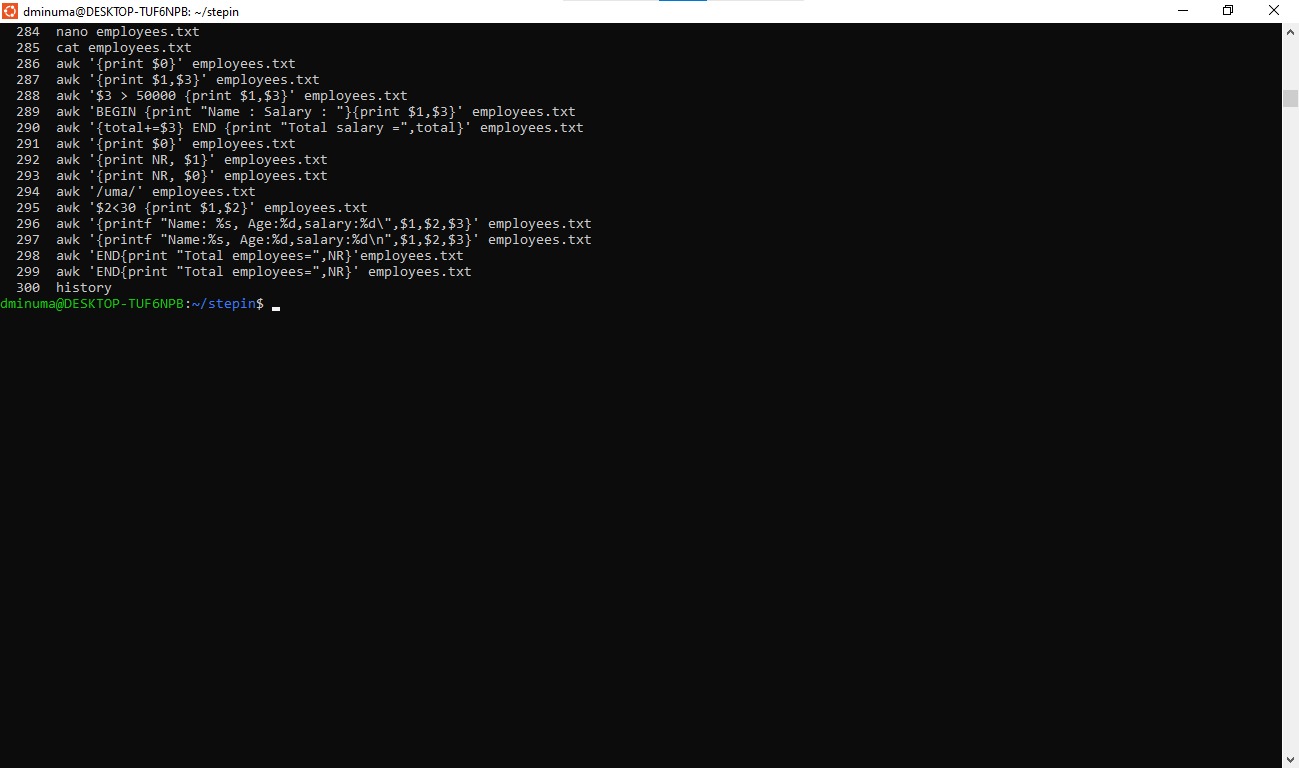 dminuma@DESKTOP-TUF6NPB: ~/stepin
284  nano employees.txt
285  cat employees.txt
286  awk '{print $0}' employees.txt
287  awk '{print $1,$3}' employees.txt
288  awk '$3 > 50000 {print $1,$3}' employees.txt
289  awk 'BEGIN {print "Name : Salary : "}{print $1,$3}' employees.txt
290  awk '{total+=$3} END {print "Total salary =",total}' employees.txt
291  awk '{print $0}' employees.txt
292  awk '{print NR, $1}' employees.txt
293  awk '{print NR, $0}' employees.txt
294  awk '/uma/' employees.txt
295  awk '$2<30 {print $1,$2}' employees.txt
296  awk '{printf "Name: %s, Age:%d,salary:%d\",$1,$2,$3}' employees.txt
297  awk '{printf "Name:%s, Age:%d,salary:%d\n",$1,$2,$3}' employees.txt
298  awk 'END{print "Total employees=",NR}'employees.txt
299  awk 'END{print "Total employees=",NR}' employees.txt
300  history
dminuma@DESKTOP-TUF6NPB:~/stepin$